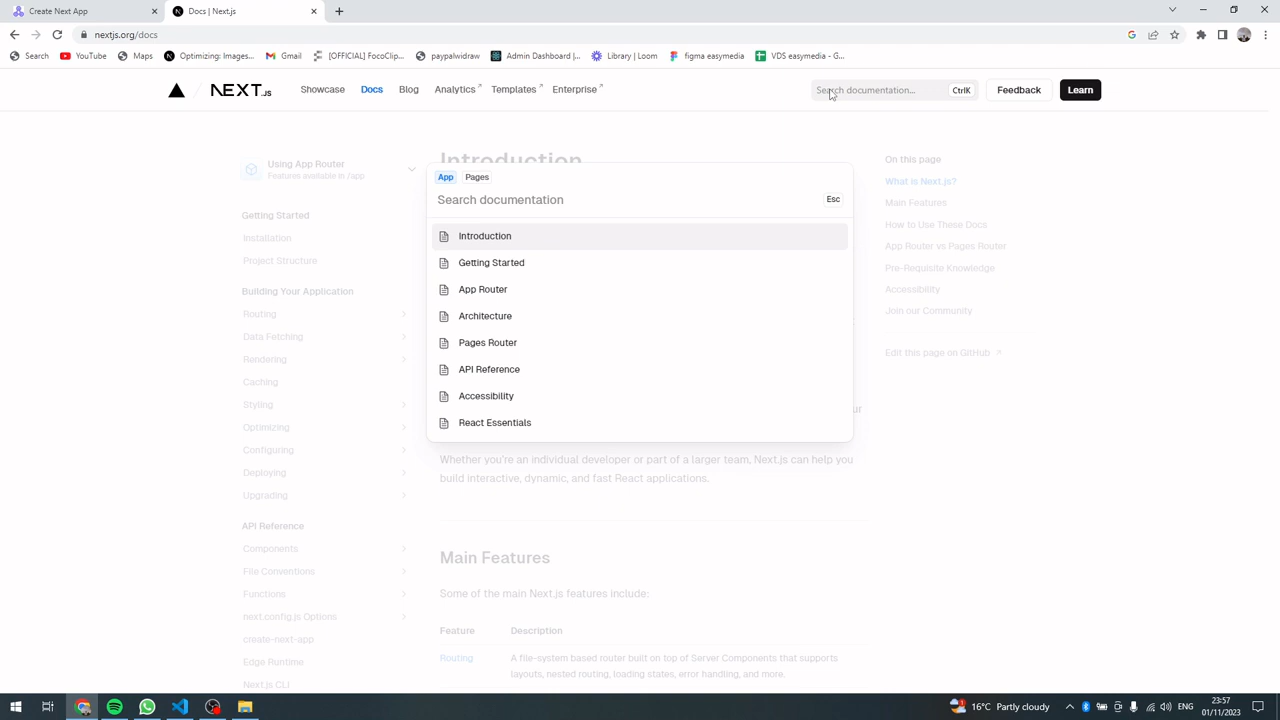 Create Next App
Docs | Next.js
nextjs.org/docs
Search
YouTube
Maps
Optimizing: Images...
Gmail
[OFFICIAL] FocoClip...
paypalwidraw
Admin Dashboard |...
Library | Loom
figma easymedia
VDS easymedia - G...
NEXT.JS
Showcase
Docs
Blog
Analytics
Templates
Enterprise
Search documentation...
CtrlK
Feedback
Learn
Using App Router
Features available in /app
Getting Started
Installation
Project Structure
Building Your Application
Routing
Data Fetching
Rendering
Caching
Styling
Optimizing
Configuring
Deploying
Upgrading
API Reference
Components
File Conventions
Functions
next.config.js Options
create-next-app
Edge Runtime
Next.js CLI
Introduction
App
Pages
Search documentation
Esc
Introduction
Getting Started
App Router
Architecture
Pages Router
API Reference
Accessibility
React Essentials
Whether you're an individual developer or part of a larger team, Next.js can help you
build interactive, dynamic, and fast React applications.
Main Features
Some of the main Next.js features include:
Feature Description
Routing A file-system based router built on top of Server Components that supports
layouts, nested routing, loading states, error handling, and more.
On this page
What is Next.js?
Main Features
How to Use These Docs
App Router vs Pages Router
Pre-Requisite Knowledge
Accessibility
Join our Community
Edit this page on GitHub
16°C Partly cloudy
ENG
23:57
01/11/2023